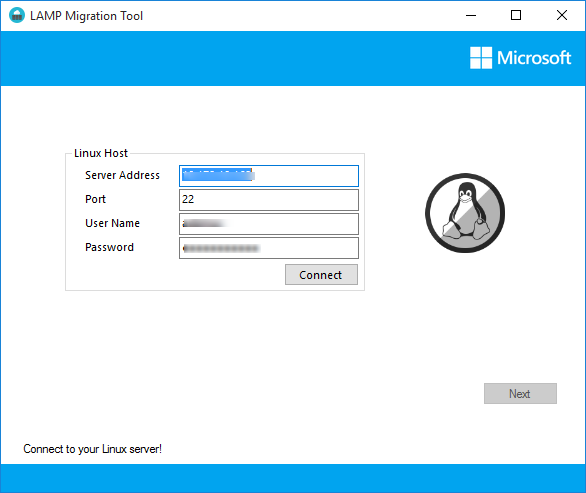 LAMP Migration Tool
Microsoft
Linux Host
Server Address
Port 22
User Name
Password
Connect
Next
Connect to your Linux server!